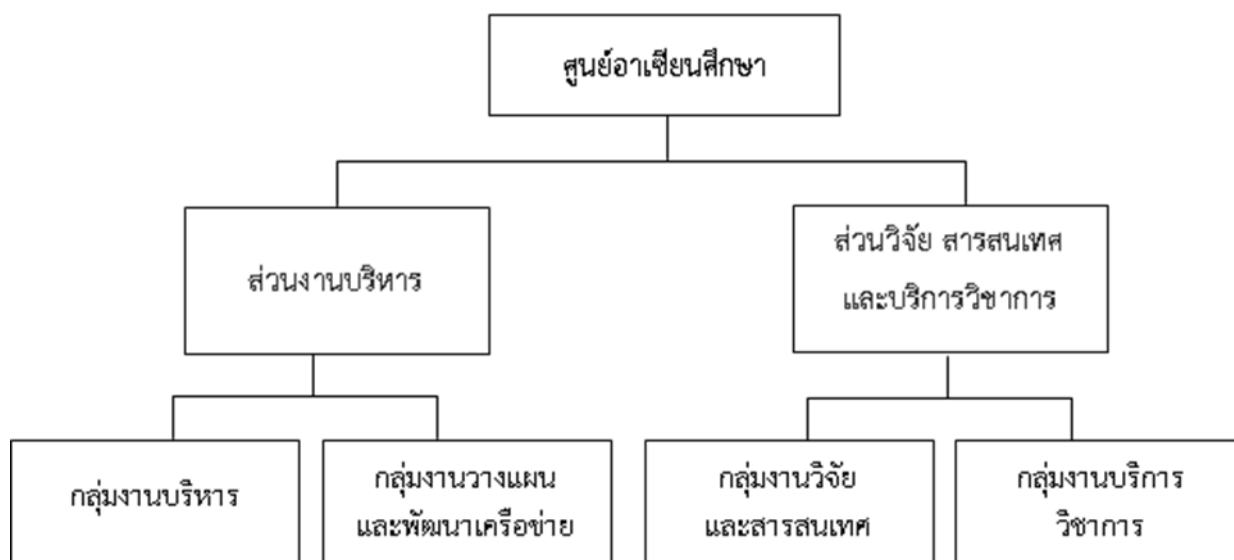 ศูนย์อาเซียนศึกษา
ส่วนงานบริหาร
ส่วนวิจัย สารสนเทศ
และบริการวิชาการ
กลุ่มงานบริหาร
กลุ่มงานวางแผน
และพัฒนาเครือข่าย
กลุ่มงานวิจัย
และสารสนเทศ
กลุ่มงานบริการ
วิชาการ